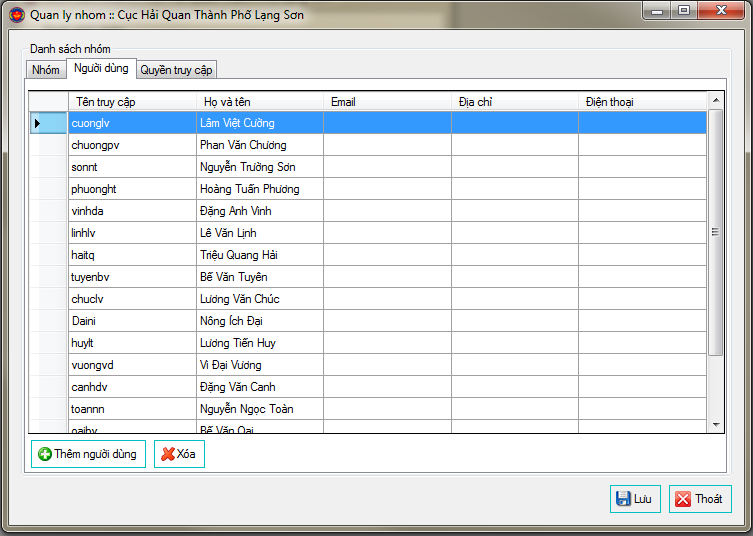 Quan ly nhom :: Cục Hải Quan Thành Phố Lạng Sơn
Danh sách nhóm
Nhóm Người dùng Quyền truy cập
Tên truy cập Họ và tên Email Địa chỉ Điện thoại
cuonglv Lâm Việt Cường
chuongpv Phan Văn Chương
sonnt Nguyễn Trường Sơn
phuonght Hoàng Tuấn Phương
vinhda Đặng Anh Vinh
linhlv Lê Văn Lịnh
haitq Triệu Quang Hải
tuyenbv Bế Văn Tuyên
chuclv Lương Văn Chúc
Daini Nông Ích Đại
huylt Lương Tiến Huy
vuongvd Vi Đại Vương
canhdv Đặng Văn Canh
toannn Nguyễn Ngọc Toàn
Bế Văn
Thêm người dùng Xóa
Lưu Thoát